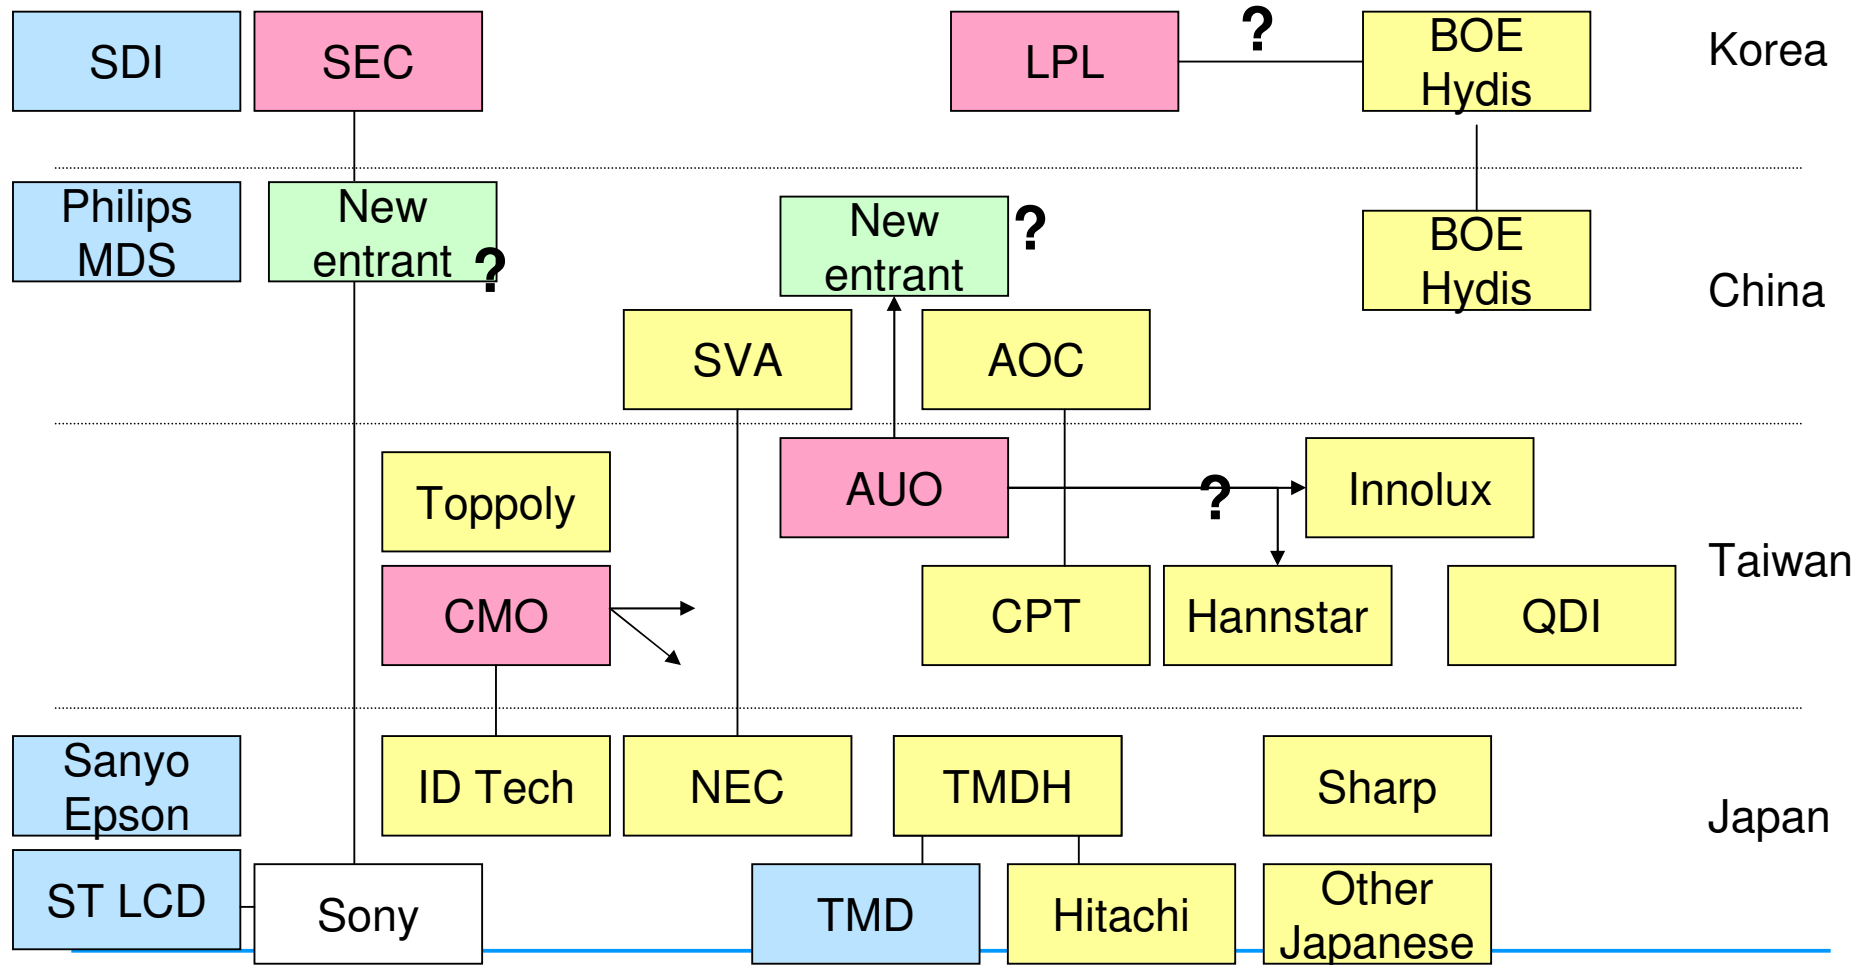 SDI
SEC
LPL
?
BOE
Hydis
Korea
Philips
MDS
New
entrant
?
New
entrant
?
BOE
Hydis
China
SVA
AOC
Toppoly
AUO
?
Innolux
Taiwan
CMO
CPT
Hannstar
QDI
Sanyo
Epson
ID Tech
NEC
TMDH
Sharp
Japan
ST LCD
Sony
TMD
Hitachi
Other
Japanese